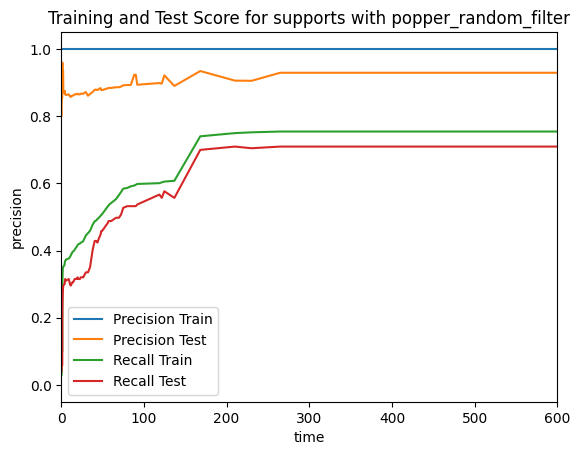 Training and Test Score for supports with popper_random_filter
1.0
0.8
0.6
0.4
0.2
0.0
precision
Precision Train
Precision Test
Recall Train
Recall Test
0 100 200 300 400 500 600
time